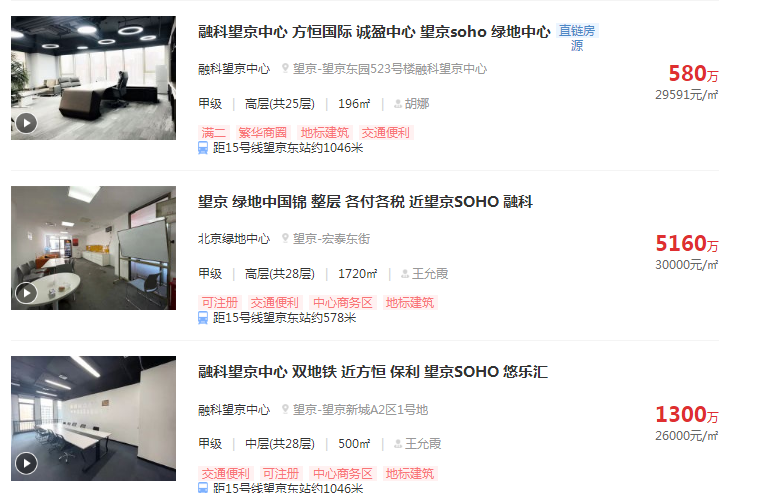 融科望京中心 方恒国际 诚盈中心 望京soho 绿地中心 直链房源
融科望京中心 望京-望京东园523号楼融科望京中心
580万
29591元/㎡
甲级 | 高层(共25层) | 196㎡ | 胡娜
满二 繁华商圈 地标建筑 交通便利
距15号线望京东站约1046米
望京 绿地中国锦 整层 各付各税 近望京SOHO 融科
北京绿地中心 望京-宏泰东街
5160万
30000元/㎡
甲级 | 高层(共28层) | 1720㎡ | 王允霞
可注册 交通便利 中心商务区 地标建筑
距15号线望京东站约578米
融科望京中心 双地铁 近方恒 保利 望京SOHO 悠乐汇
融科望京中心 望京-望京新城A2区1号地
1300万
26000元/㎡
甲级 | 中层(共28层) | 500㎡ | 王允霞
交通便利 可注册 中心商务区 地标建筑
距15号线望京东站约1046米